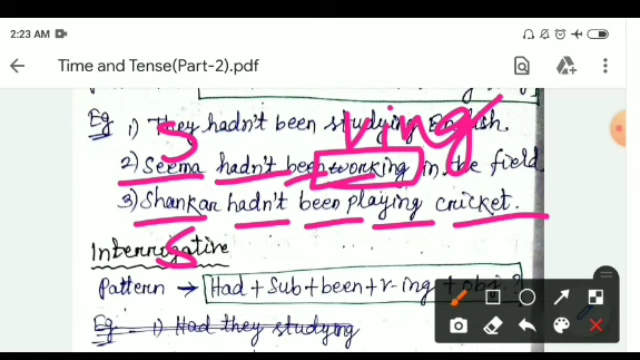 2:23 AM
Time and Tense(Part-2).pdf
Eg 1) They hadn't been studying English.
S
Ving
2) Seema hadn't been working in the field
3) Shankar hadn't been playing cricket.
S
Interrogative
Pattern → Had + Sub + been + v-ing + obj. ?
Eg 1) Had they studying